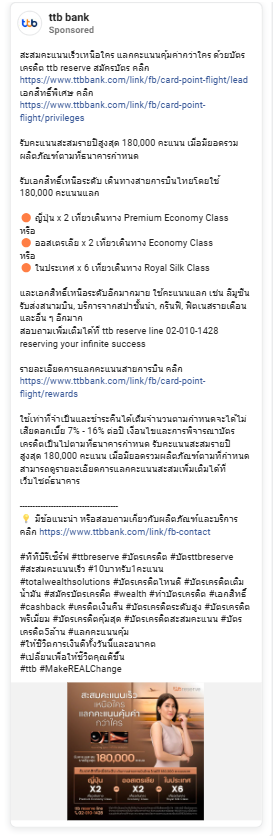 ttb
ttb bank
Sponsored
สะสมคะแนนเร็วเหนือใคร แลกคะแนนคุ้มค่ากว่าใคร ด้วยบัตร
เครดิต ttb reserve สมัครบัตร คลิก
https://www.ttbbank.com/link/fb/card-point-flight/lead
เอกสิทธิ์พิเศษ คลิก
https://www.ttbbank.com/link/fb/card-point-
flight/privileges
รับคะแนนสะสมรายปีสูงสุด 180,000 คะแนน เมื่อมียอดรวม
ผลิตภัณฑ์ตามที่ธนาคารกำหนด
รับเอกสิทธิ์เหนือระดับ เดินทางสายการบินไทยโดยใช้
180,000 คะแนนแลก
ญี่ปุ่น x 2 เที่ยวเดินทาง Premium Economy Class
หรือ
ออสเตรเลีย x 2 เที่ยวเดินทาง Economy Class
หรือ
ในประเทศ x 6 เที่ยวเดินทาง Royal Silk Class
และเอกสิทธิ์เหนือระดับอีกมากมาย ใช้คะแนนแลก เช่น ลิมูซีน
รับส่งสนามบิน, บริการจากสปาชั้นนำ, กรีนฟี, ฟิตเนสรายเดือน
และอื่น ๆ อีกมาก
สอบถามเพิ่มเติมได้ที่ ttb reserve line 02-010-1428
reserving your infinite success
รายละเอียดการแลกคะแนนสายการบิน คลิก
https://www.ttbbank.com/link/fb/card-point-
flight/rewards
ใช้เท่าที่จำเป็นและชำระคืนได้เต็มจำนวนตามกำหนดจะได้ไม่
เสียดอกเบี้ย 7% - 16% ต่อปี เงื่อนไขและการพิจารณาบัตร
เครดิตเป็นไปตามที่ธนาคารกำหนด รับคะแนนสะสมรายปี
สูงสุด 180,000 คะแนน เมื่อมียอดรวมผลิตภัณฑ์ตามที่กำหนด
สามารถดูรายละเอียดการแลกคะแนนสะสมเพิ่มเติมได้ที่
เว็บไซต์ธนาคาร
---------------------------------------
มีข้อแนะนำ หรือสอบถามเกี่ยวกับผลิตภัณฑ์และบริการ
คลิก https://www.ttbbank.com/link/fb-contact
#ทีทีบีรีเซิร์ฟ #ttbreserve #บัตรเครดิต #บัตรttbreserve
#สะสมคะแนนเร็ว #10บาทรับ1คะแนน
#totalwealthsolutions #บัตรเครดิตไหนดี #บัตรเครดิตเติม
น้ำมัน #สมัครบัตรเครดิต #wealth #ทำบัตรเครดิต #เอกสิทธิ์
#cashback #เครดิตเงินคืน #บัตรเครดิตระดับสูง #บัตรเครดิต
พรีเมียม #บัตรเครดิตคุ้มสุด #บัตรเครดิตสะสมคะแนน #บัตร
เครดิต5ล้าน #แลกคะแนนคุ้ม
#ให้ชีวิตการเงินดีทั้งวันนี้และอนาคต
#เปลี่ยนเพื่อให้ชีวิตคุณดีขึ้น
#ttb #MakeREALChange
reserve
สะสมคะแนนเร็ว
เหนือใคร
แลกคะแนนคุ้มค่า
กว่าใคร
180,000
ญี่ปุ่น
X2
ออสเตรเลีย
X2
ในประเทศ
X6